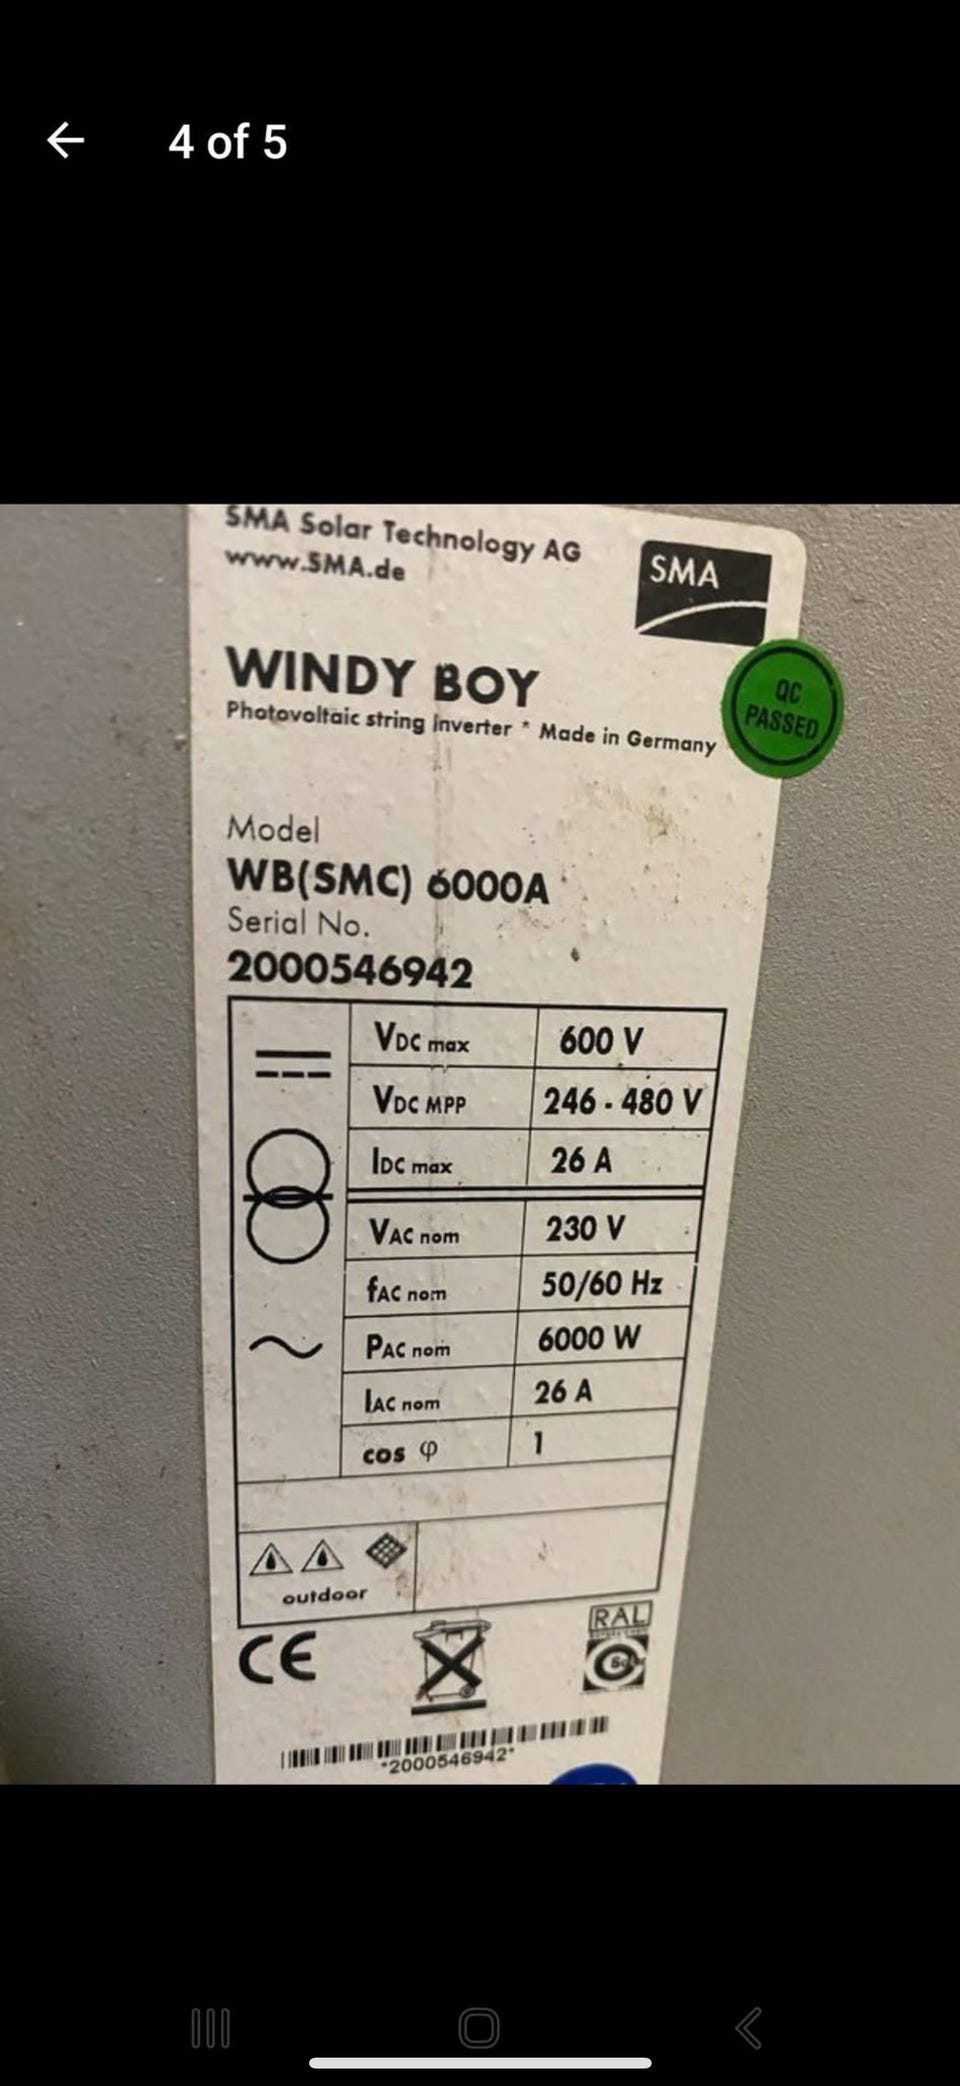 4 of 5
SMA Solar Technology AG
www.SMA.de
SMA
WINDY BOY
Photovoltaic string inverter * Made in Germany
QC
PASSED
Model
WB(SMC) 6000A
Serial No.
2000546942
VDC max 600 V
VDC MPP 246 - 480 V
IDC max 26 A
VAC nom 230 V
fAC nom 50/60 Hz
PAC nom 6000 W
IAC nom 26 A
cos φ 1
outdoor
CE
RAL
*2000546942*